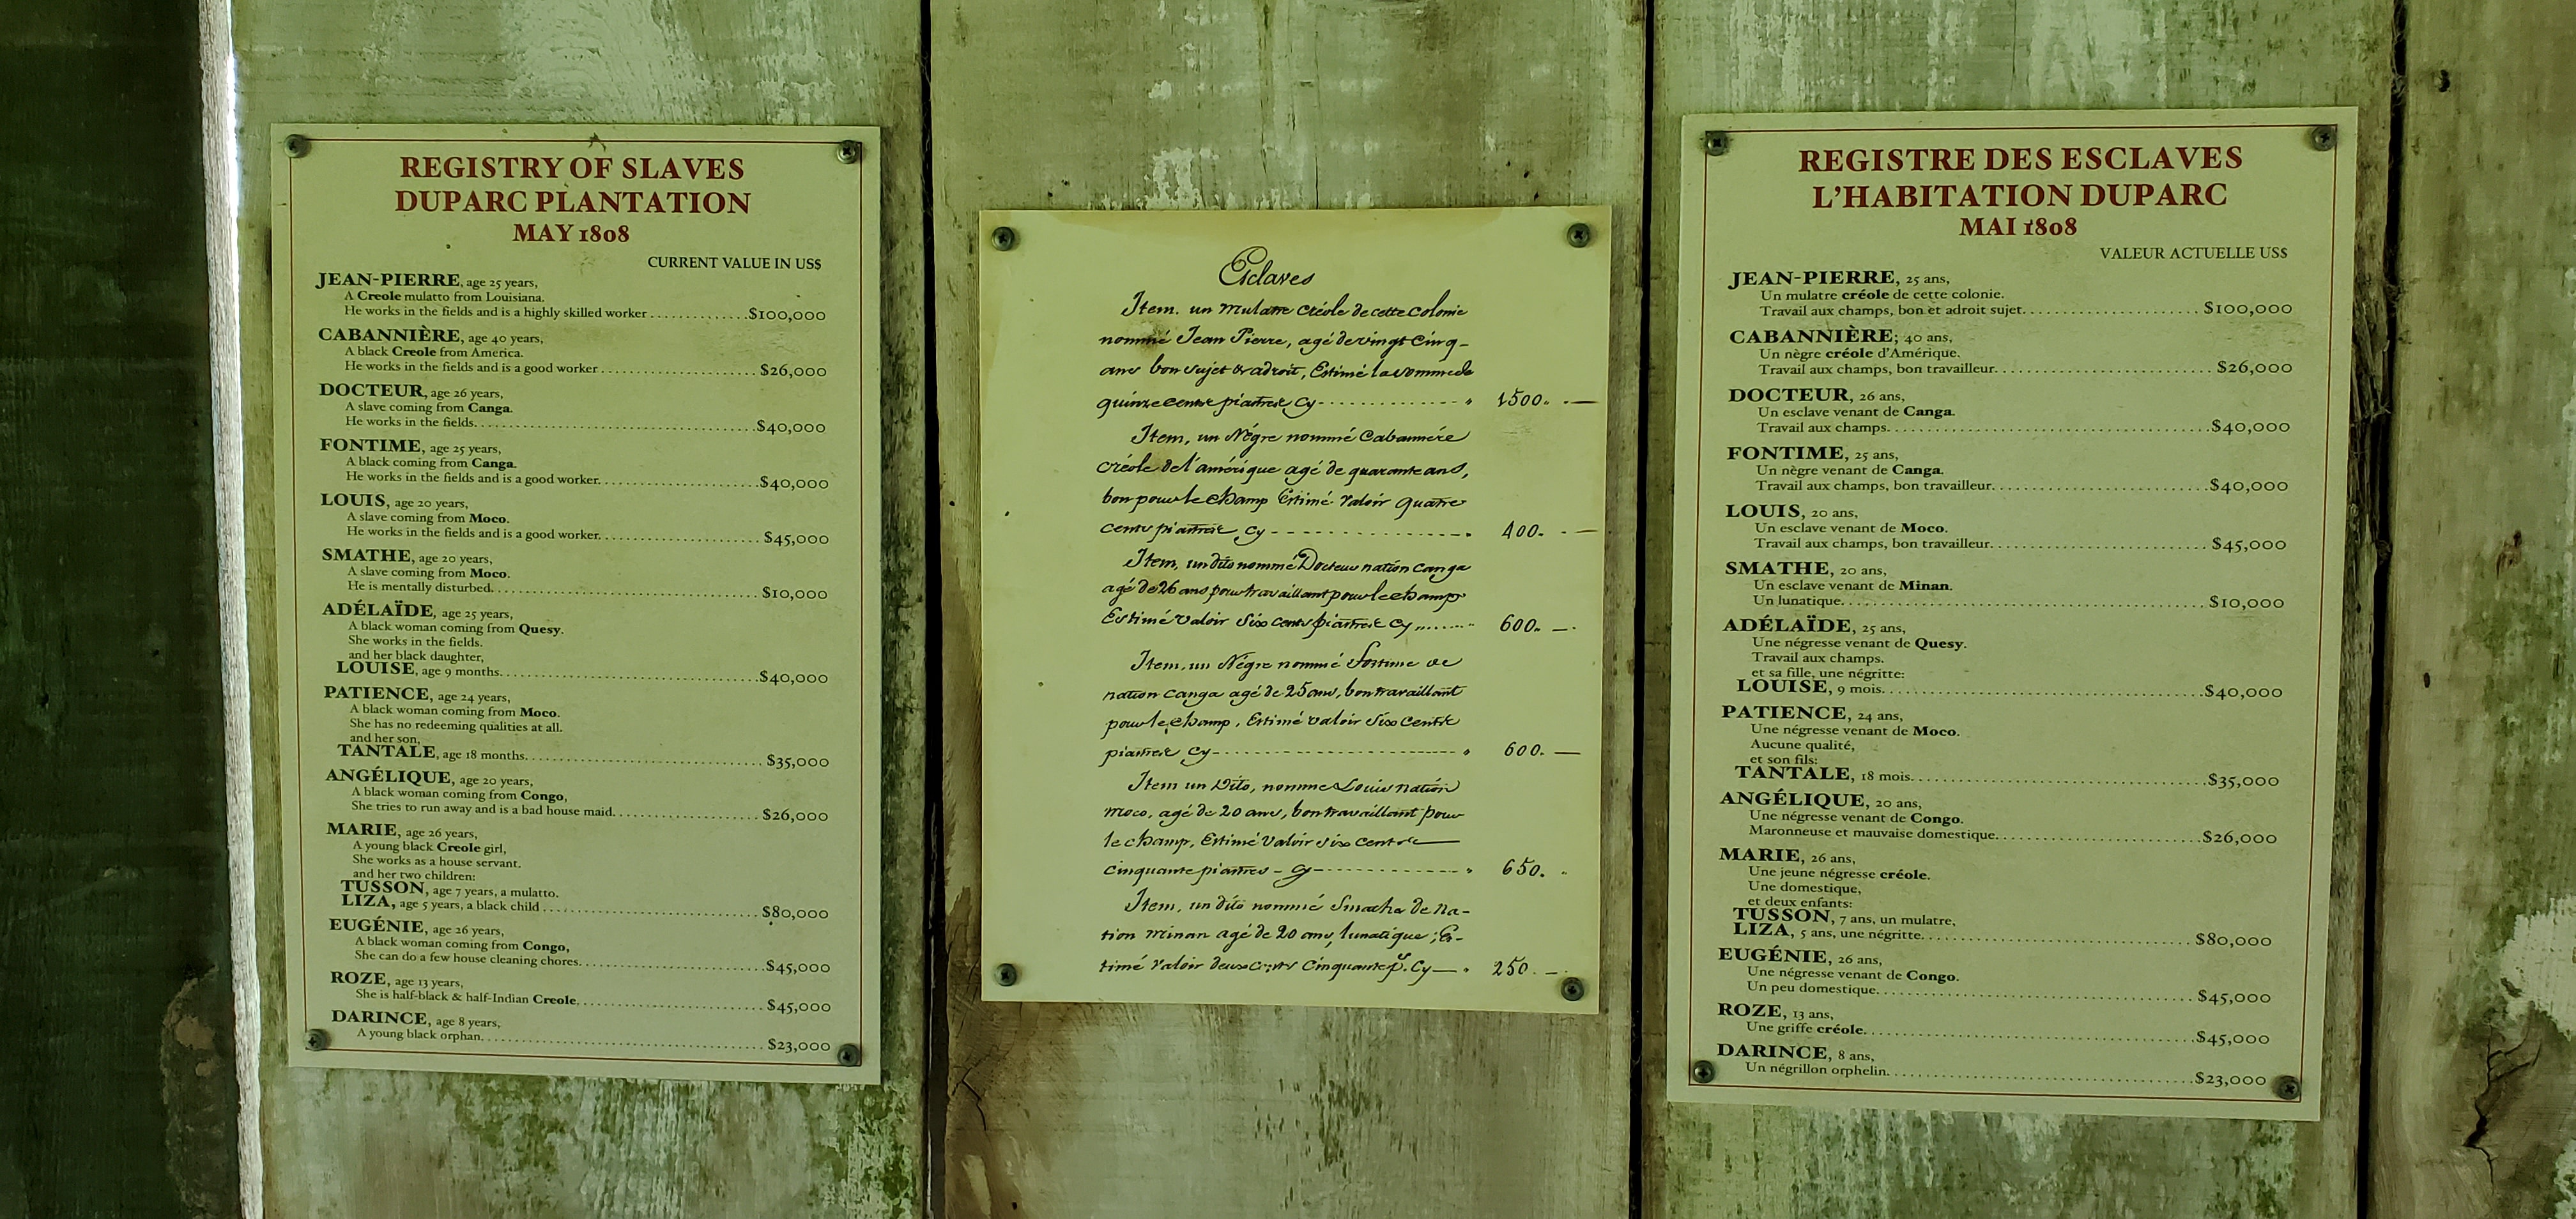 REGISTRY OF SLAVES
DUPARC PLANTATION
MAY 1808
CURRENT VALUE IN US$
JEAN-PIERRE, age 25 years,
A Creole mulatto from Louisiana.
He works in the fields and is a highly skilled worker ............$100,000
CABANNIÈRE, age 40 years,
A black Creole from America.
He works in the fields and is a good worker....................$26,000
DOCTEUR, age 26 years,
A slave coming from Canga.
He works in the fields......................................$40,000
FONTIME, age 25 years,
A black coming from Canga.
He works in the fields and is a good worker....................$40,000
LOUIS, age 20 years,
A slave coming from Moco.
He works in the fields and is a good worker....................$45,000
SMATHE, age 20 years,
A slave coming from Moco.
He is mentally disturbed....................................$10,000
ADÉLAÏDE, age 25 years,
A black woman coming from Quesy.
She works in the fields.
and her black daughter,
LOUISE, age 9 months....................................$40,000
PATIENCE, age 24 years,
A black woman coming from Moco.
She has no redeeming qualities at all.
and her son,
TANTALE, age 18 months................................$35,000
ANGÉLIQUE, age 20 years,
A black woman coming from Congo,
She tries to run away and is a bad house maid...................$26,000
MARIE, age 26 years,
A young black Creole girl,
She works as a house servant.
and her two children:
TUSSON, age 7 years, a mulatto.
LIZA, age 5 years, a black child ..............................$80,000
EUGÉNIE, age 26 years,
A black woman coming from Congo,
She can do a few house cleaning chores........................$45,000
ROZE, age 13 years,
She is half-black & half-Indian Creole.........................$45,000
DARINCE, age 8 years,
A young black orphan.......................................$23,000
Esclaves
Item. un mulatre créole de cette colonie
nommé Jean Pierre, agé de vingt cinq-
ans bon sujet & adroit, Estimé la somme de
quinze cents piastres Cy--------------- " 1500. —
Item, un Négre nommé Cabannére
créole de l'amérique agé de quarante ans,
bon pour le champ Estimé valoir quatre
cents piastres Cy------------------- " 400. —
Item, un dito nommé Docteur nation canga
agé de 26 ans pour travaillant pour le champ
Estimé valoir Six cents piastres Cy....... " 600. —
Item, un Négre nommé Fortime de
nation canga agé de 25 ans, bon travaillant
pour le champ, Estimé valoir Six cents
piastres Cy------------------------- " 600. —
Item un Dito, nommé Louis nation
moco, agé de 20 ans, bon travaillant pour
le champ, Estimé valoir six cents
cinquante piastres - Cy--------------- " 650.
Item, un dito nommé Smathe de na-
tion minan agé de 20 ans, lunatique; Es-
timé valoir deux cents Cinquante p. Cy— " 250. —
REGISTRE DES ESCLAVES
L'HABITATION DUPARC
MAI 1808
VALEUR ACTUELLE US$
JEAN-PIERRE, 25 ans,
Un mulatre créole de cette colonie.
Travail aux champs, bon et adroit sujet.......................$100,000
CABANNIÈRE; 40 ans,
Un nègre créole d'Amérique.
Travail aux champs, bon travailleur............................$26,000
DOCTEUR, 26 ans,
Un esclave venant de Canga.
Travail aux champs.........................................$40,000
FONTIME, 25 ans,
Un nègre venant de Canga.
Travail aux champs, bon travailleur............................$40,000
LOUIS, 20 ans,
Un esclave venant de Moco.
Travail aux champs, bon travailleur............................$45,000
SMATHE, 20 ans,
Un esclave venant de Minan.
Un lunatique..............................................$10,000
ADÉLAÏDE, 25 ans,
Une négresse venant de Quesy.
Travail aux champs.
et sa fille, une négritte:
LOUISE, 9 mois..........................................$40,000
PATIENCE, 24 ans,
Une négresse venant de Moco.
Aucune qualité,
et son fils:
TANTALE, 18 mois.......................................$35,000
ANGÉLIQUE, 20 ans,
Une négresse venant de Congo.
Maronneuse et mauvaise domestique...........................$26,000
MARIE, 26 ans,
Une jeune négresse créole.
Une domestique,
et deux enfants:
TUSSON, 7 ans, un mulatre,
LIZA, 5 ans, une négritte.....................................$80,000
EUGÉNIE, 26 ans,
Une négresse venant de Congo.
Un peu domestique..........................................$45,000
ROZE, 13 ans,
Une griffe créole............................................$45,000
DARINCE, 8 ans,
Un négrillon orphelin........................................$23,000